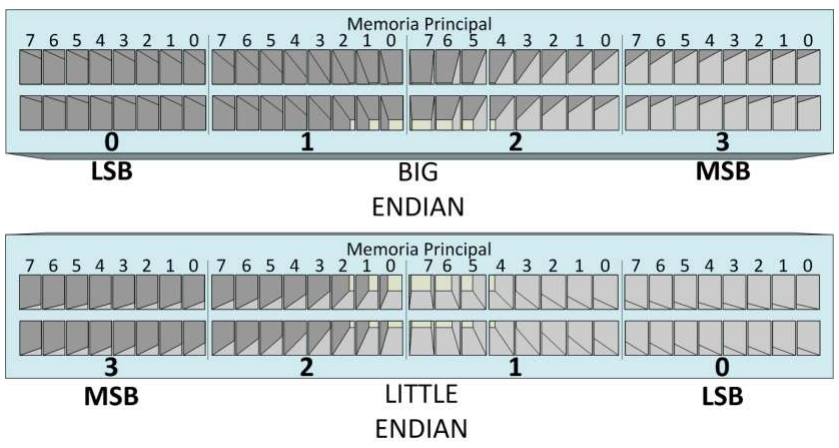 Memoria Principal
7 6 5 4 3 2 1 0 7 6 5 4 3 2 1 0 7 6 5 4 3 2 1 0 7 6 5 4 3 2 1 0
0 1 2 3
LSB BIG MSB
ENDIAN
Memoria Principal
7 6 5 4 3 2 1 0 7 6 5 4 3 2 1 0 7 6 5 4 3 2 1 0 7 6 5 4 3 2 1 0
3 2 1 0
MSB LITTLE LSB
ENDIAN